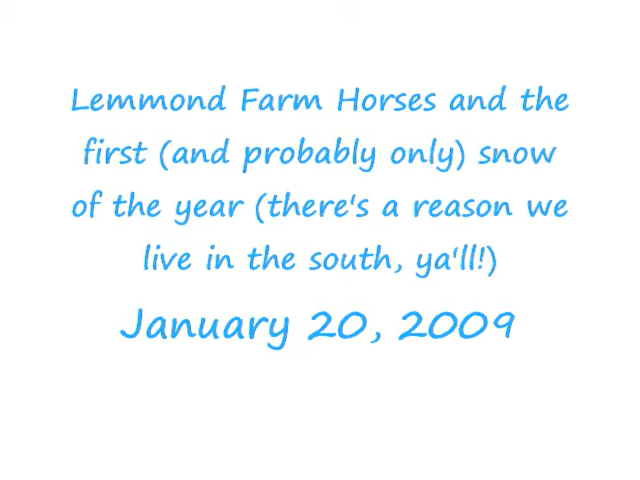 Lemmond Farm Horses and the
first (and probably only) snow
of the year (there's a reason we
live in the south, ya'll!)
January 20, 2009